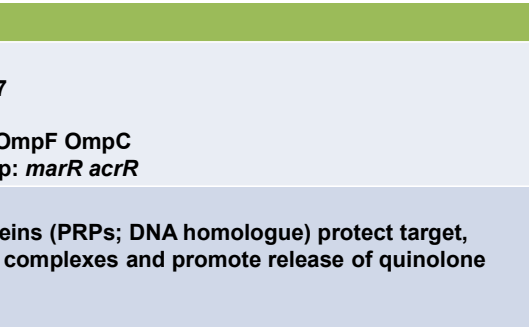 7
OmpF OmpC
p: marR acrR
eins (PRPs; DNA homologue) protect target,
complexes and promote release of quinolone